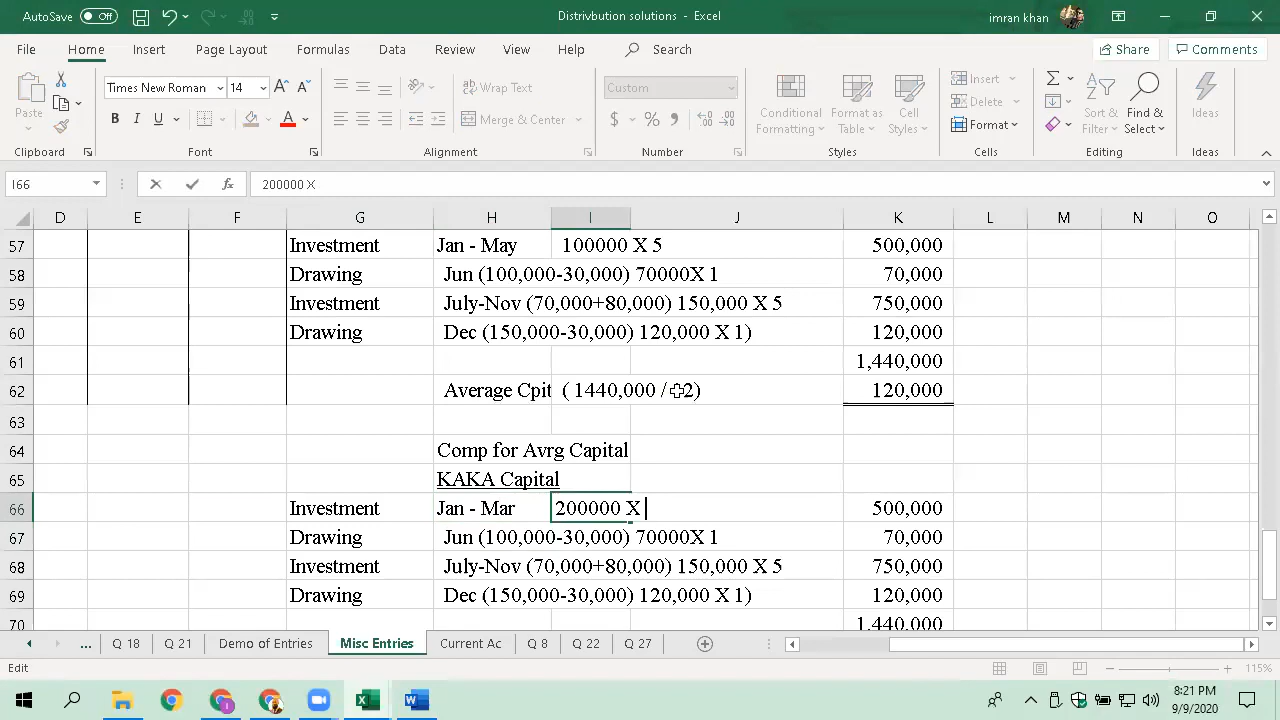 AutoSave Off
Distrivbution solutions - Excel
imran khan
File Home Insert Page Layout Formulas Data Review View Help Search
Share Comments
Paste
Clipboard
Times New Roman 14
B I U
Font
Wrap Text
Merge & Center
Alignment
Custom
$ % ,
Number
Conditional Formatting
Format as Table
Cell Styles
Styles
Insert
Delete
Format
Cells
Sort & Filter
Find & Select
Editing
Ideas
Ideas
I66
fx
200000 X
D E F G H I J K L M N O
57 Investment Jan - May 100000 X 5 500,000
58 Drawing Jun (100,000-30,000) 70000X 1 70,000
59 Investment July-Nov (70,000+80,000) 150,000 X 5 750,000
60 Drawing Dec (150,000-30,000) 120,000 X 1) 120,000
61 1,440,000
62 Average Cpit ( 1440,000 / 12) 120,000
63
64 Comp for Avrg Capital
65 KAKA Capital
66 Investment Jan - Mar 200000 X 500,000
67 Drawing Jun (100,000-30,000) 70000X 1 70,000
68 Investment July-Nov (70,000+80,000) 150,000 X 5 750,000
69 Drawing Dec (150,000-30,000) 120,000 X 1) 120,000
70 1,440,000
... Q 18 Q 21 Demo of Entries Misc Entries Current Ac Q 8 Q 22 Q 27
Edit
115%
8:21 PM
9/9/2020